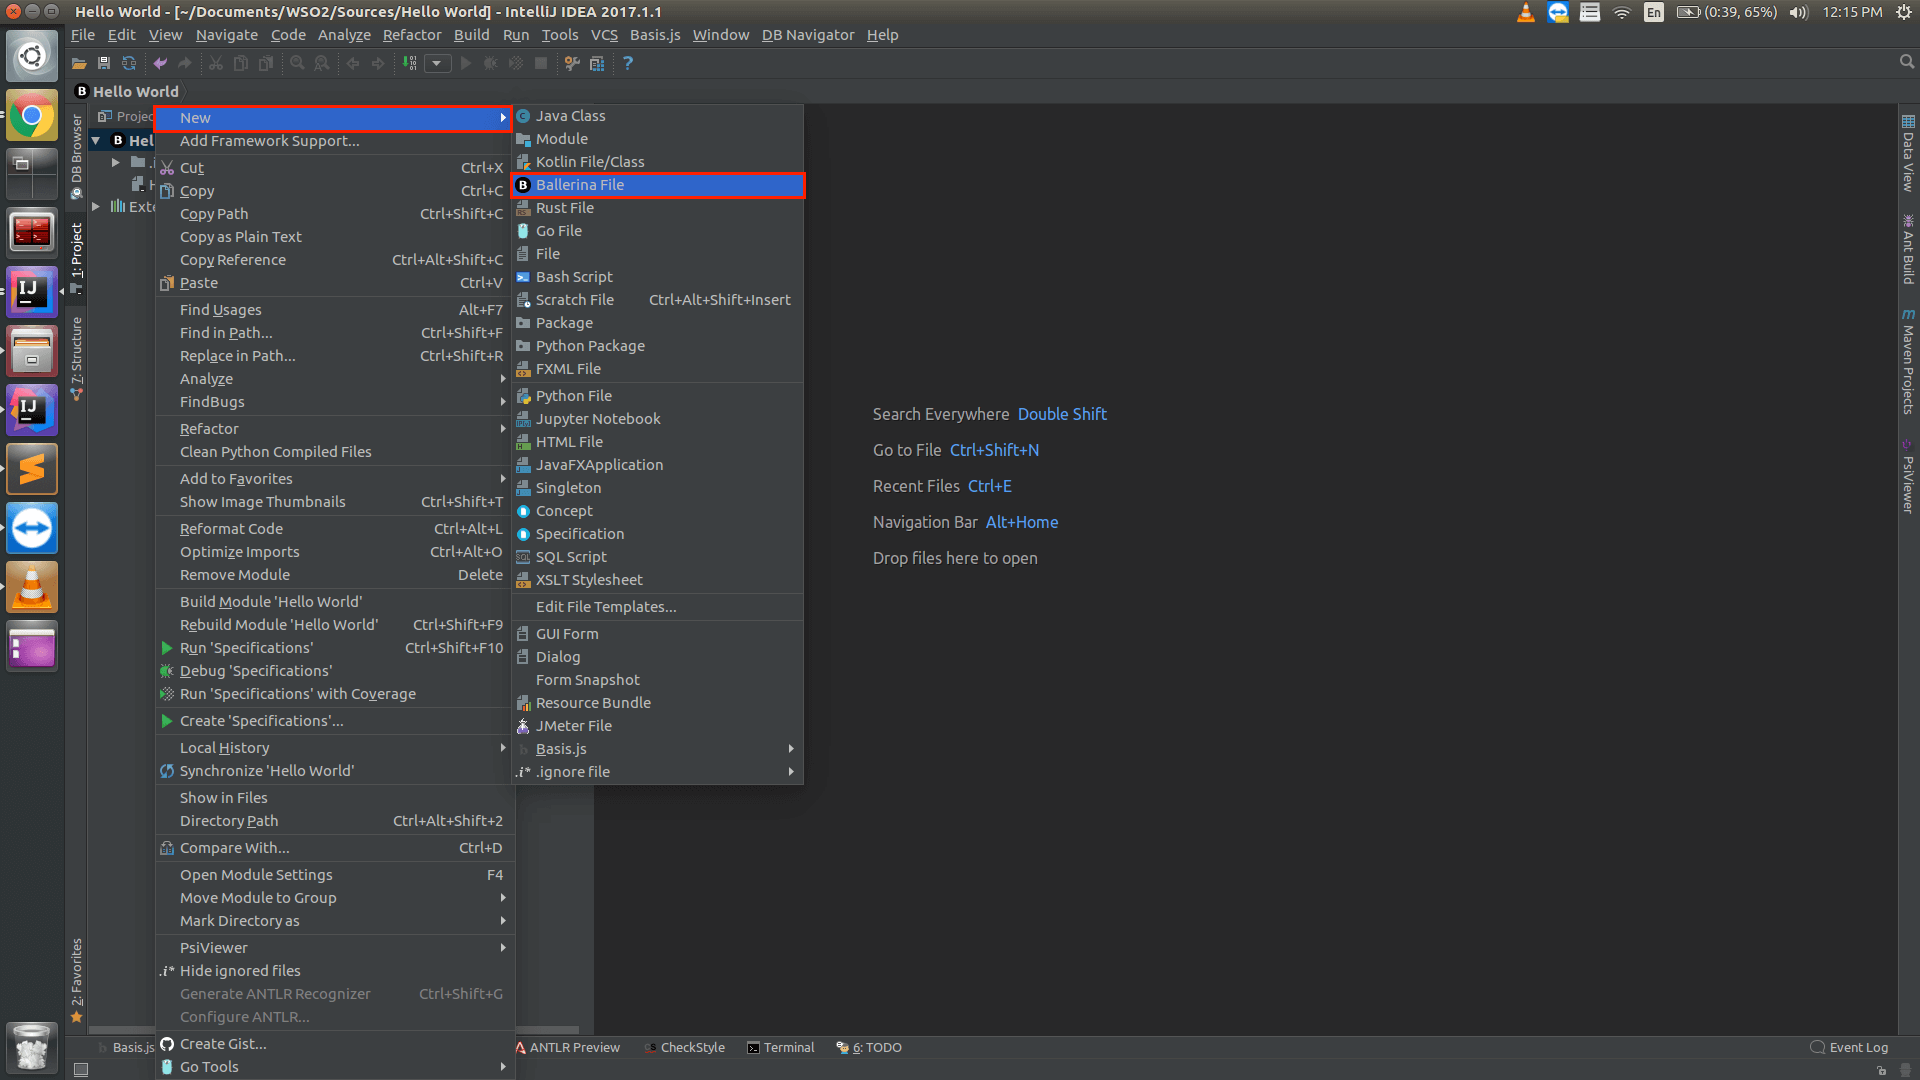 Hello World - [~/Documents/WSO2/Sources/Hello World] - IntelliJ IDEA 2017.1.1
En
(0:39, 65%)
12:15 PM
File Edit View Navigate Code Analyze Refactor Build Run Tools VCS Basis.js Window DB Navigator Help
B Hello World
Projec
B Hel
Exte
DB Browser
1: Project
7: Structure
2: Favorites
New
Add Framework Support...
Cut Ctrl+X
Copy Ctrl+C
Copy Path Ctrl+Shift+C
Copy as Plain Text
Copy Reference Ctrl+Alt+Shift+C
Paste Ctrl+V
Find Usages Alt+F7
Find in Path... Ctrl+Shift+F
Replace in Path... Ctrl+Shift+R
Analyze
FindBugs
Refactor
Clean Python Compiled Files
Add to Favorites
Show Image Thumbnails Ctrl+Shift+T
Reformat Code Ctrl+Alt+L
Optimize Imports Ctrl+Alt+O
Remove Module Delete
Build Module 'Hello World'
Rebuild Module 'Hello World' Ctrl+Shift+F9
Run 'Specifications' Ctrl+Shift+F10
Debug 'Specifications'
Run 'Specifications' with Coverage
Create 'Specifications'...
Local History
Synchronize 'Hello World'
Show in Files
Directory Path Ctrl+Alt+Shift+2
Compare With... Ctrl+D
Open Module Settings F4
Move Module to Group
Mark Directory as
PsiViewer
.i* Hide ignored files
Generate ANTLR Recognizer Ctrl+Shift+G
Configure ANTLR...
Create Gist...
Go Tools
Java Class
Module
Kotlin File/Class
B Ballerina File
Rust File
Go File
File
Bash Script
Scratch File Ctrl+Alt+Shift+Insert
Package
Python Package
FXML File
Python File
Jupyter Notebook
HTML File
JavaFXApplication
Singleton
Concept
Specification
SQL Script
XSLT Stylesheet
Edit File Templates...
GUI Form
Dialog
Form Snapshot
Resource Bundle
JMeter File
Basis.js
.i* .ignore file
Search Everywhere Double Shift
Go to File Ctrl+Shift+N
Recent Files Ctrl+E
Navigation Bar Alt+Home
Drop files here to open
Data View
Ant Build
m Maven Projects
PsiViewer
Basis.js
ANTLR Preview
CheckStyle
Terminal
6: TODO
Event Log
IJ
IJ